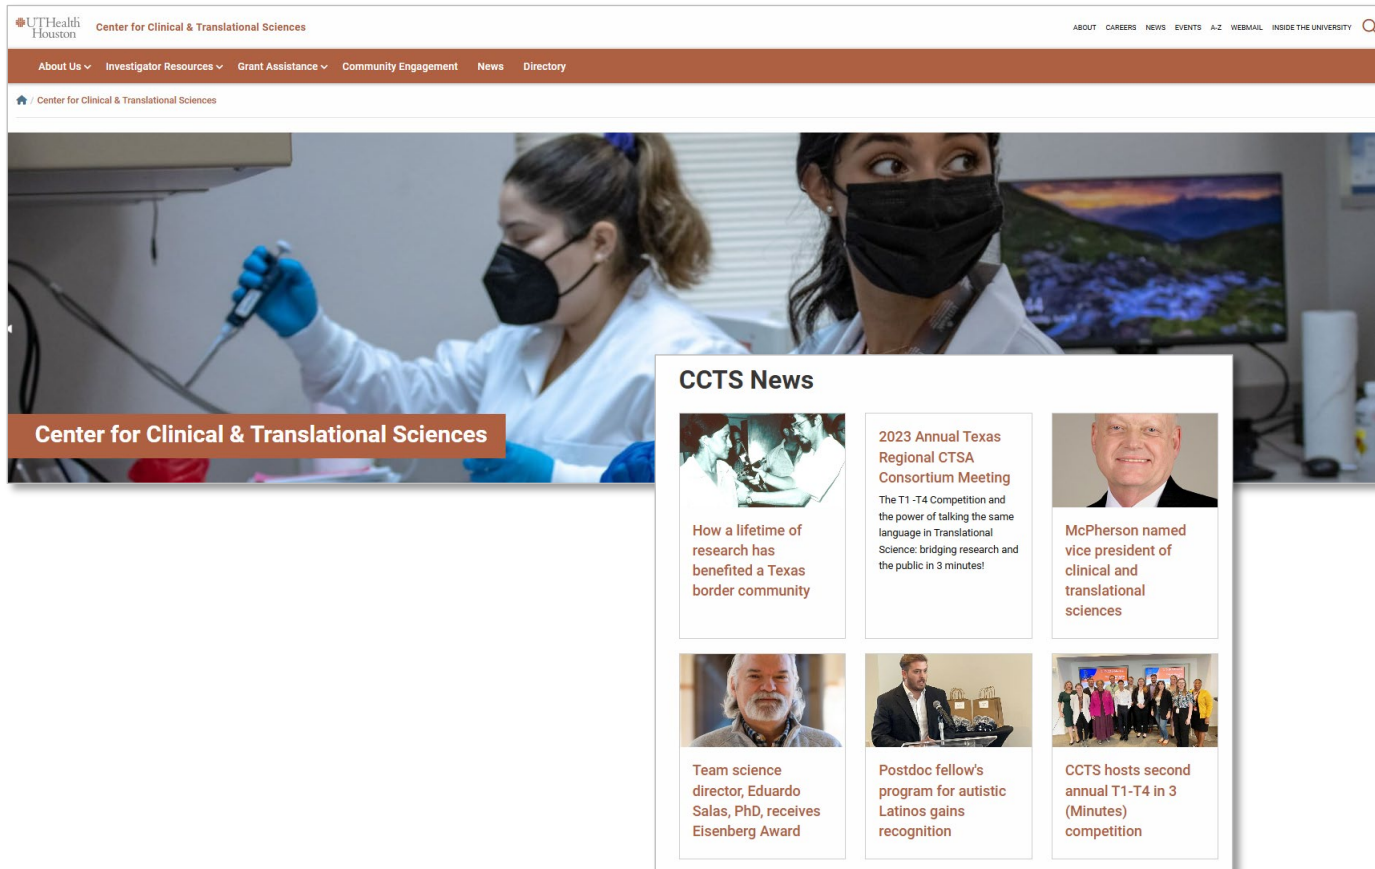 UTHealth
Houston
Center for Clinical & Translational Sciences
ABOUT CAREERS NEWS EVENTS A-Z WEBMAIL INSIDE THE UNIVERSITY
About Us Investigator Resources Grant Assistance Community Engagement News Directory
/ Center for Clinical & Translational Sciences
Center for Clinical & Translational Sciences
CCTS News
How a lifetime of
research has
benefited a Texas
border community
2023 Annual Texas
Regional CTSA
Consortium Meeting
The T1 -T4 Competition and
the power of talking the same
language in Translational
Science: bridging research and
the public in 3 minutes!
McPherson named
vice president of
clinical and
translational
sciences
Team science
director, Eduardo
Salas, PhD, receives
Eisenberg Award
Postdoc fellow's
program for autistic
Latinos gains
recognition
CCTS hosts second
annual T1-T4 in 3
(Minutes)
competition